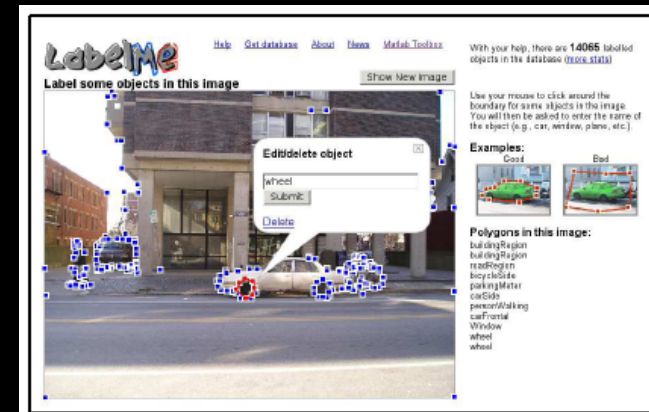 LabelMe
Help Get database About News Matlab Toolbox
Label some objects in this image
Show New Image
Edit/delete object
wheel
Submit
Delete
With your help, there are 14065 labelled
objects in the database (more stats)
Use your mouse to click around the
boundary for some objects in the image.
You will then be asked to enter the name of
the object (e.g., car, window, plane, etc.).
Examples:
Good Bad
Polygons in this image:
buildingRegion
buildingRegion
roadRegion
bicycleSide
parkingMeter
carSide
personWalking
carFrontal
Window
wheel
wheel